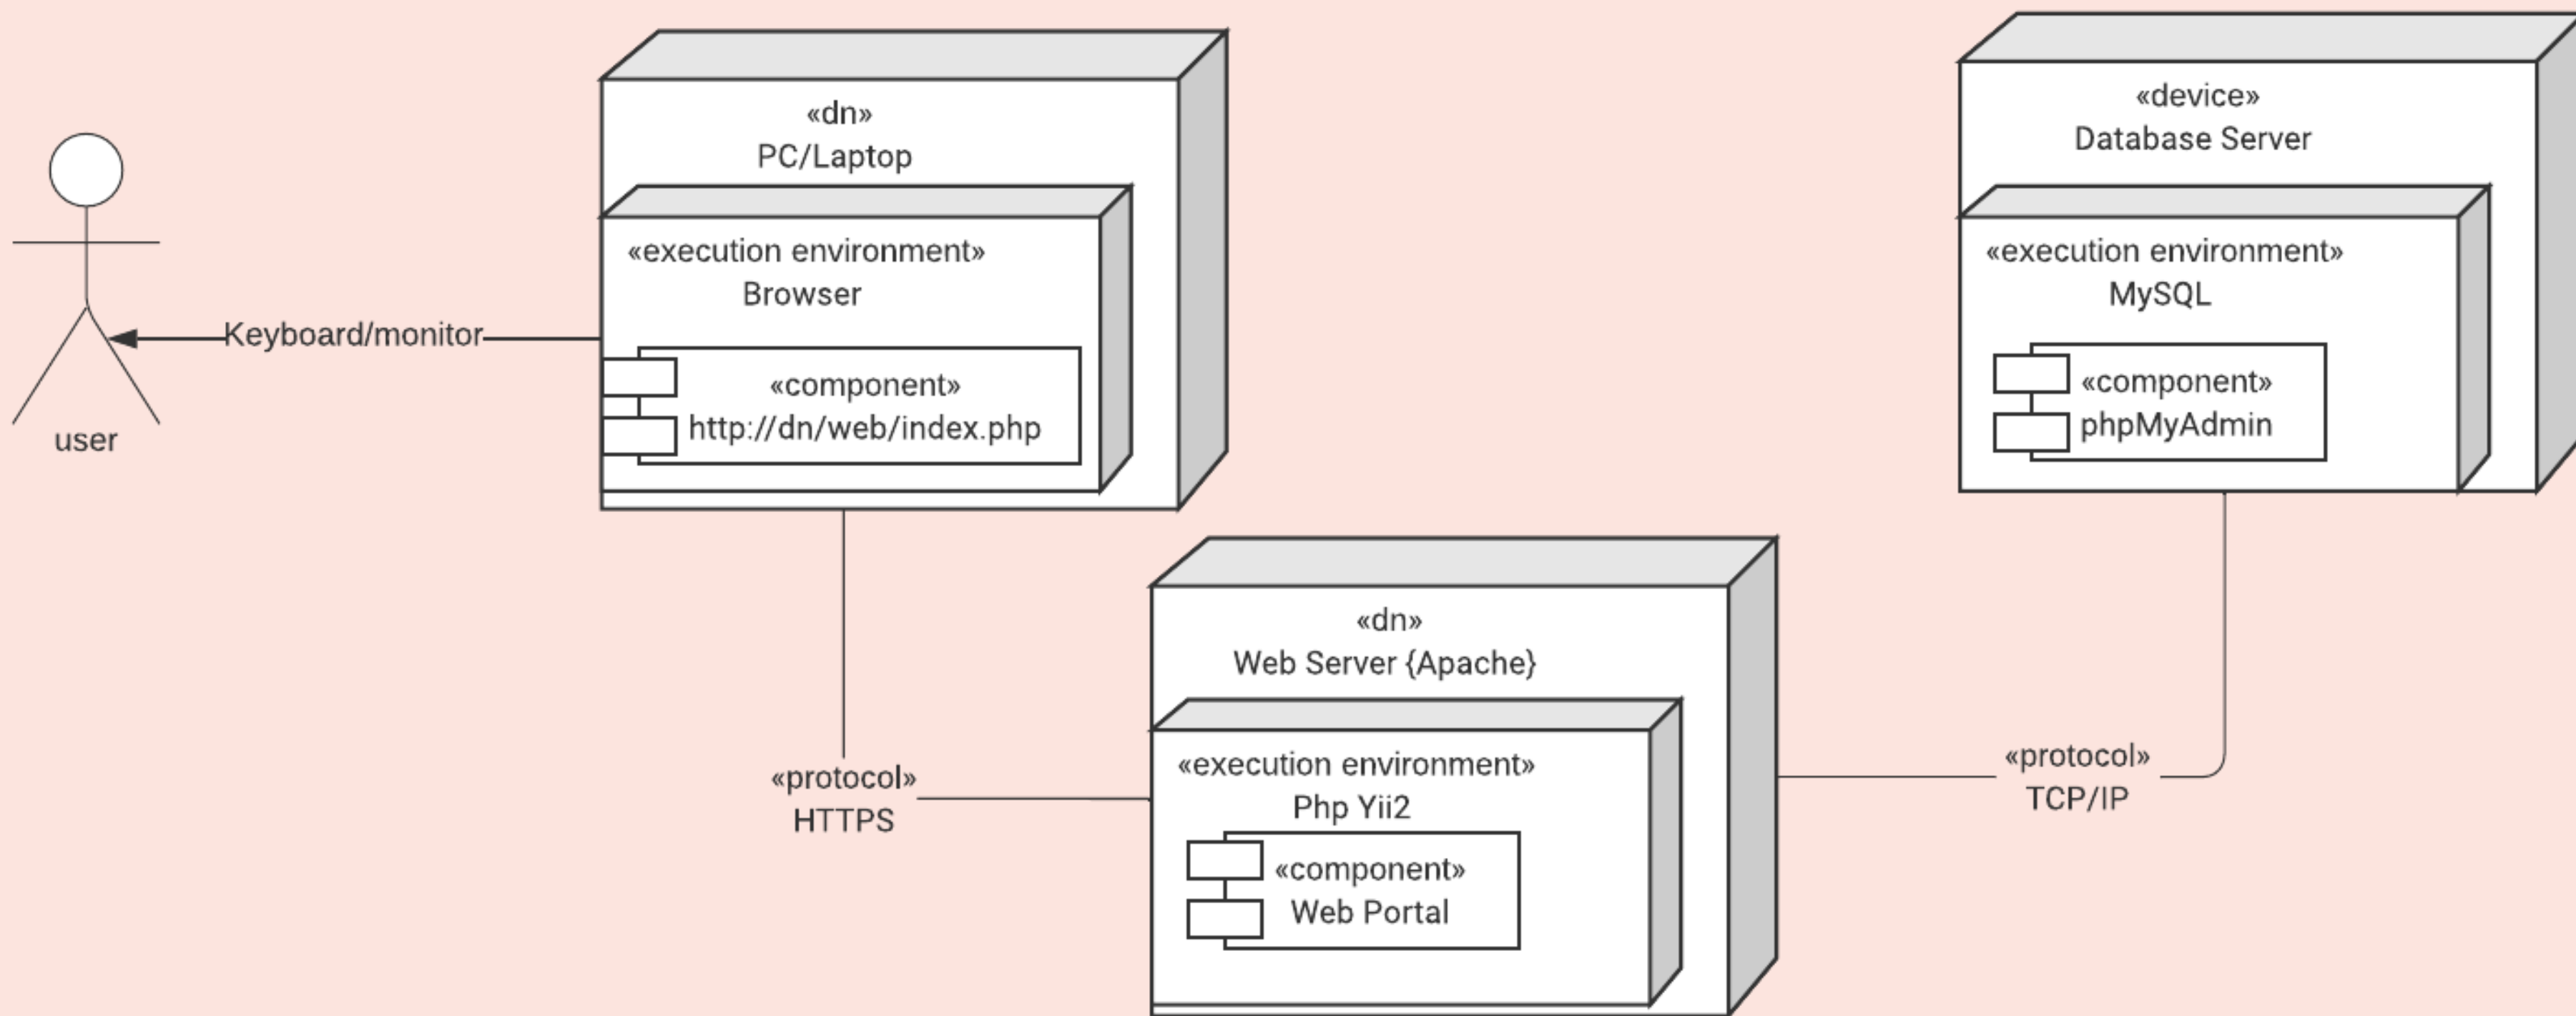 user
Keyboard/monitor
«dn»
PC/Laptop
«execution environment»
Browser
«component»
http://dn/web/index.php
«protocol»
HTTPS
«dn»
Web Server {Apache}
«execution environment»
Php Yii2
«component»
Web Portal
«protocol»
TCP/IP
«device»
Database Server
«execution environment»
MySQL
«component»
phpMyAdmin